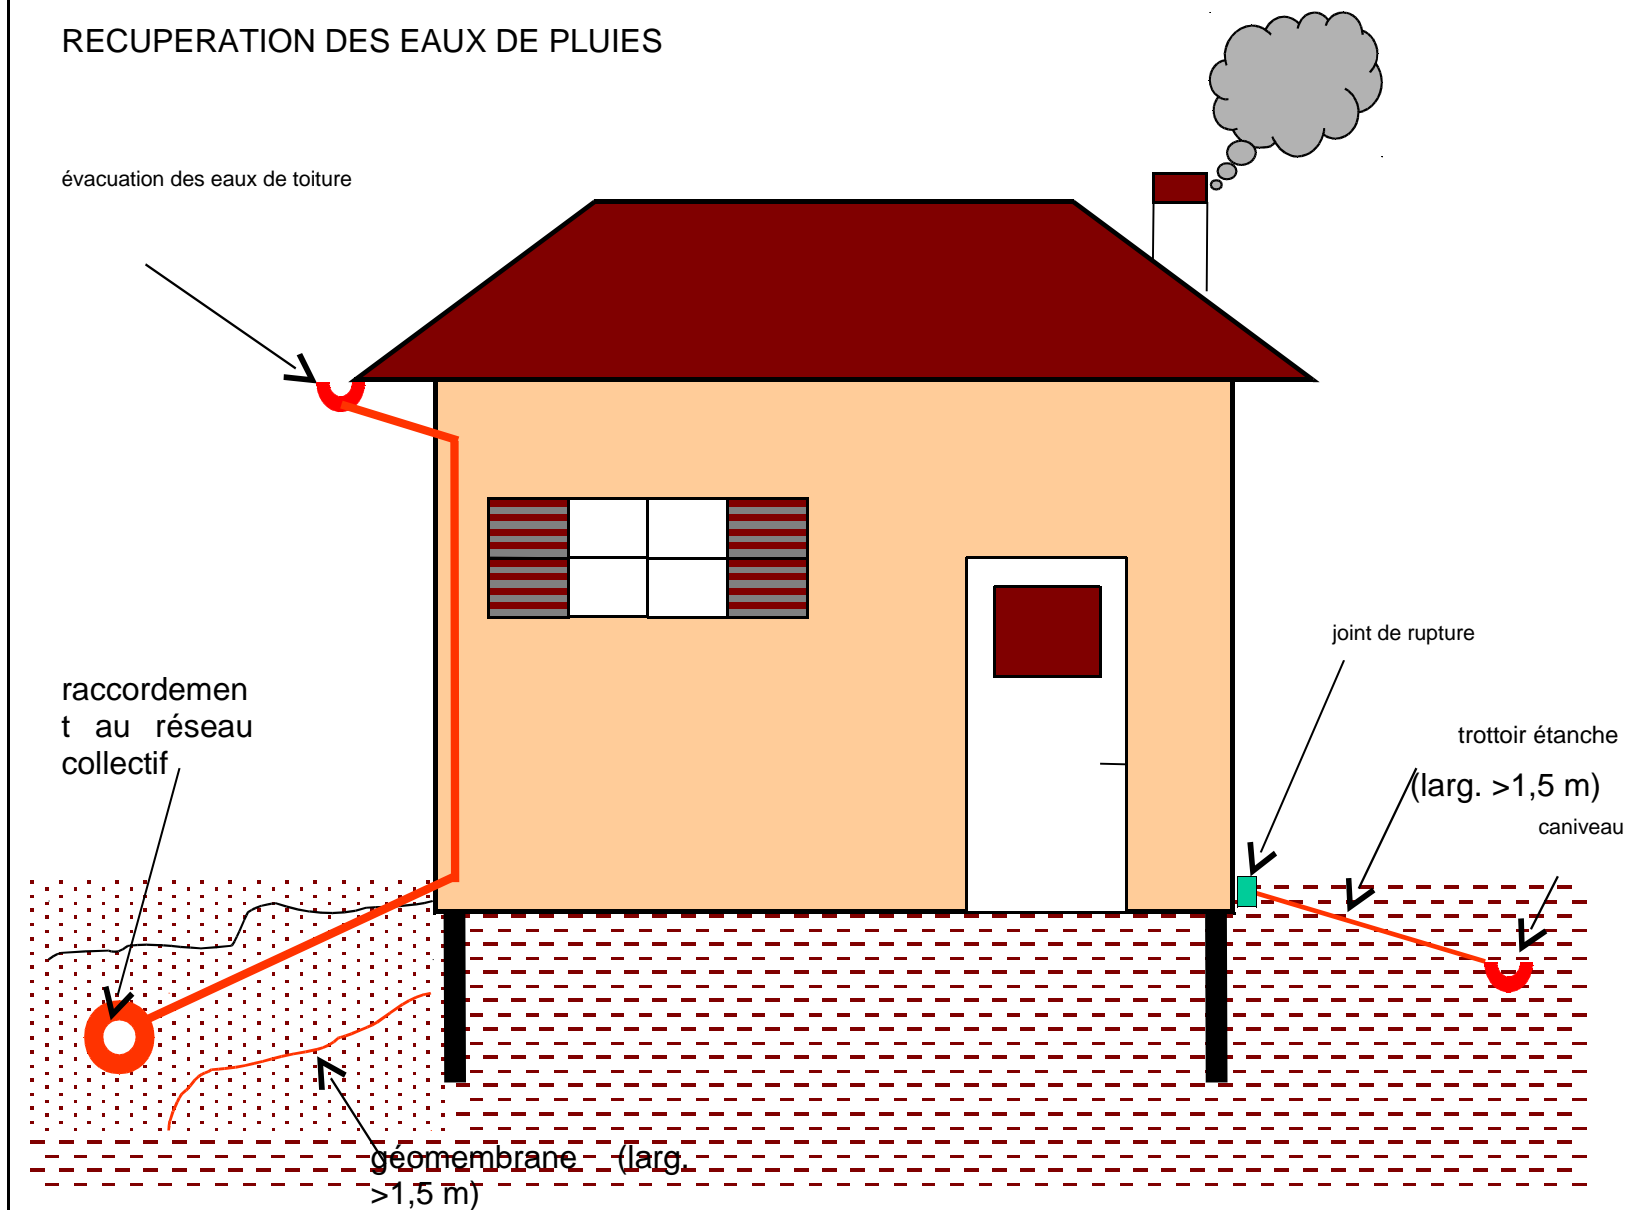 RECUPERATION DES EAUX DE PLUIES
évacuation des eaux de toiture
joint de rupture
raccordemen
t au réseau
collectif
trottoir étanche
(larg. >1,5 m)
caniveau
géomembrane (larg.
>1,5 m)